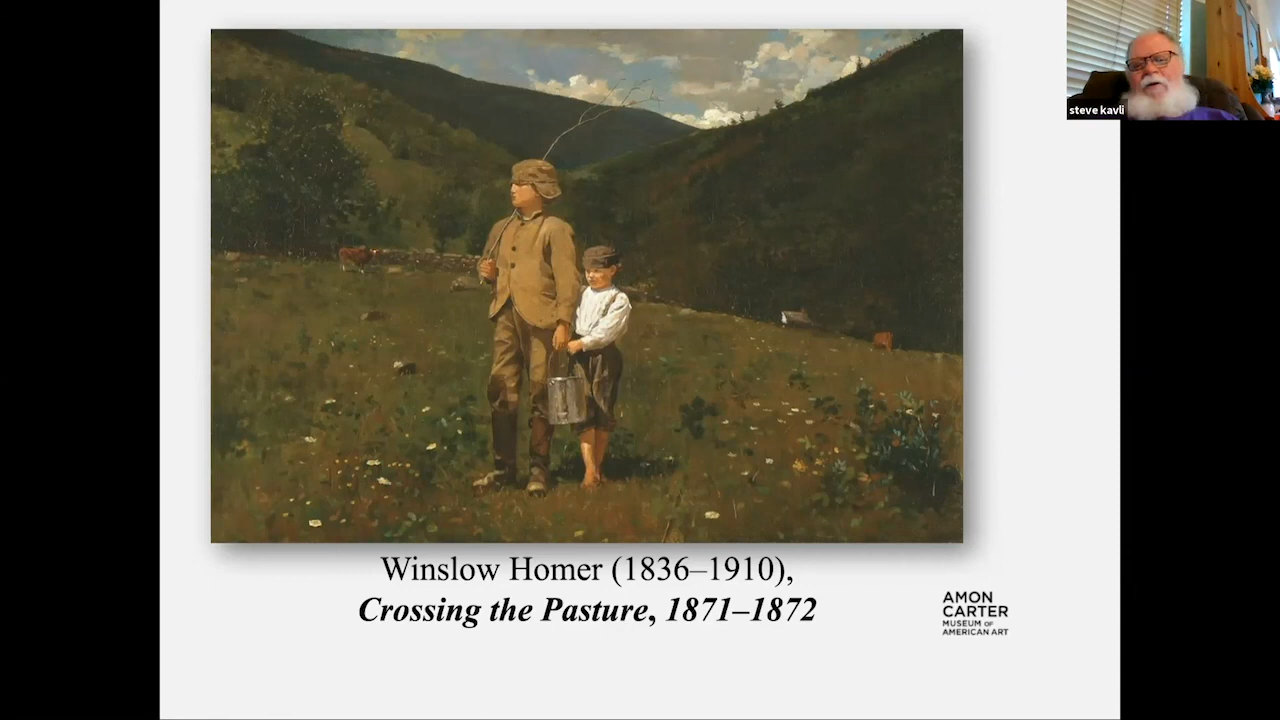 steve kavli
Winslow Homer (1836–1910),
Crossing the Pasture, 1871–1872
AMON
CARTER
MUSEUM OF
AMERICAN ART